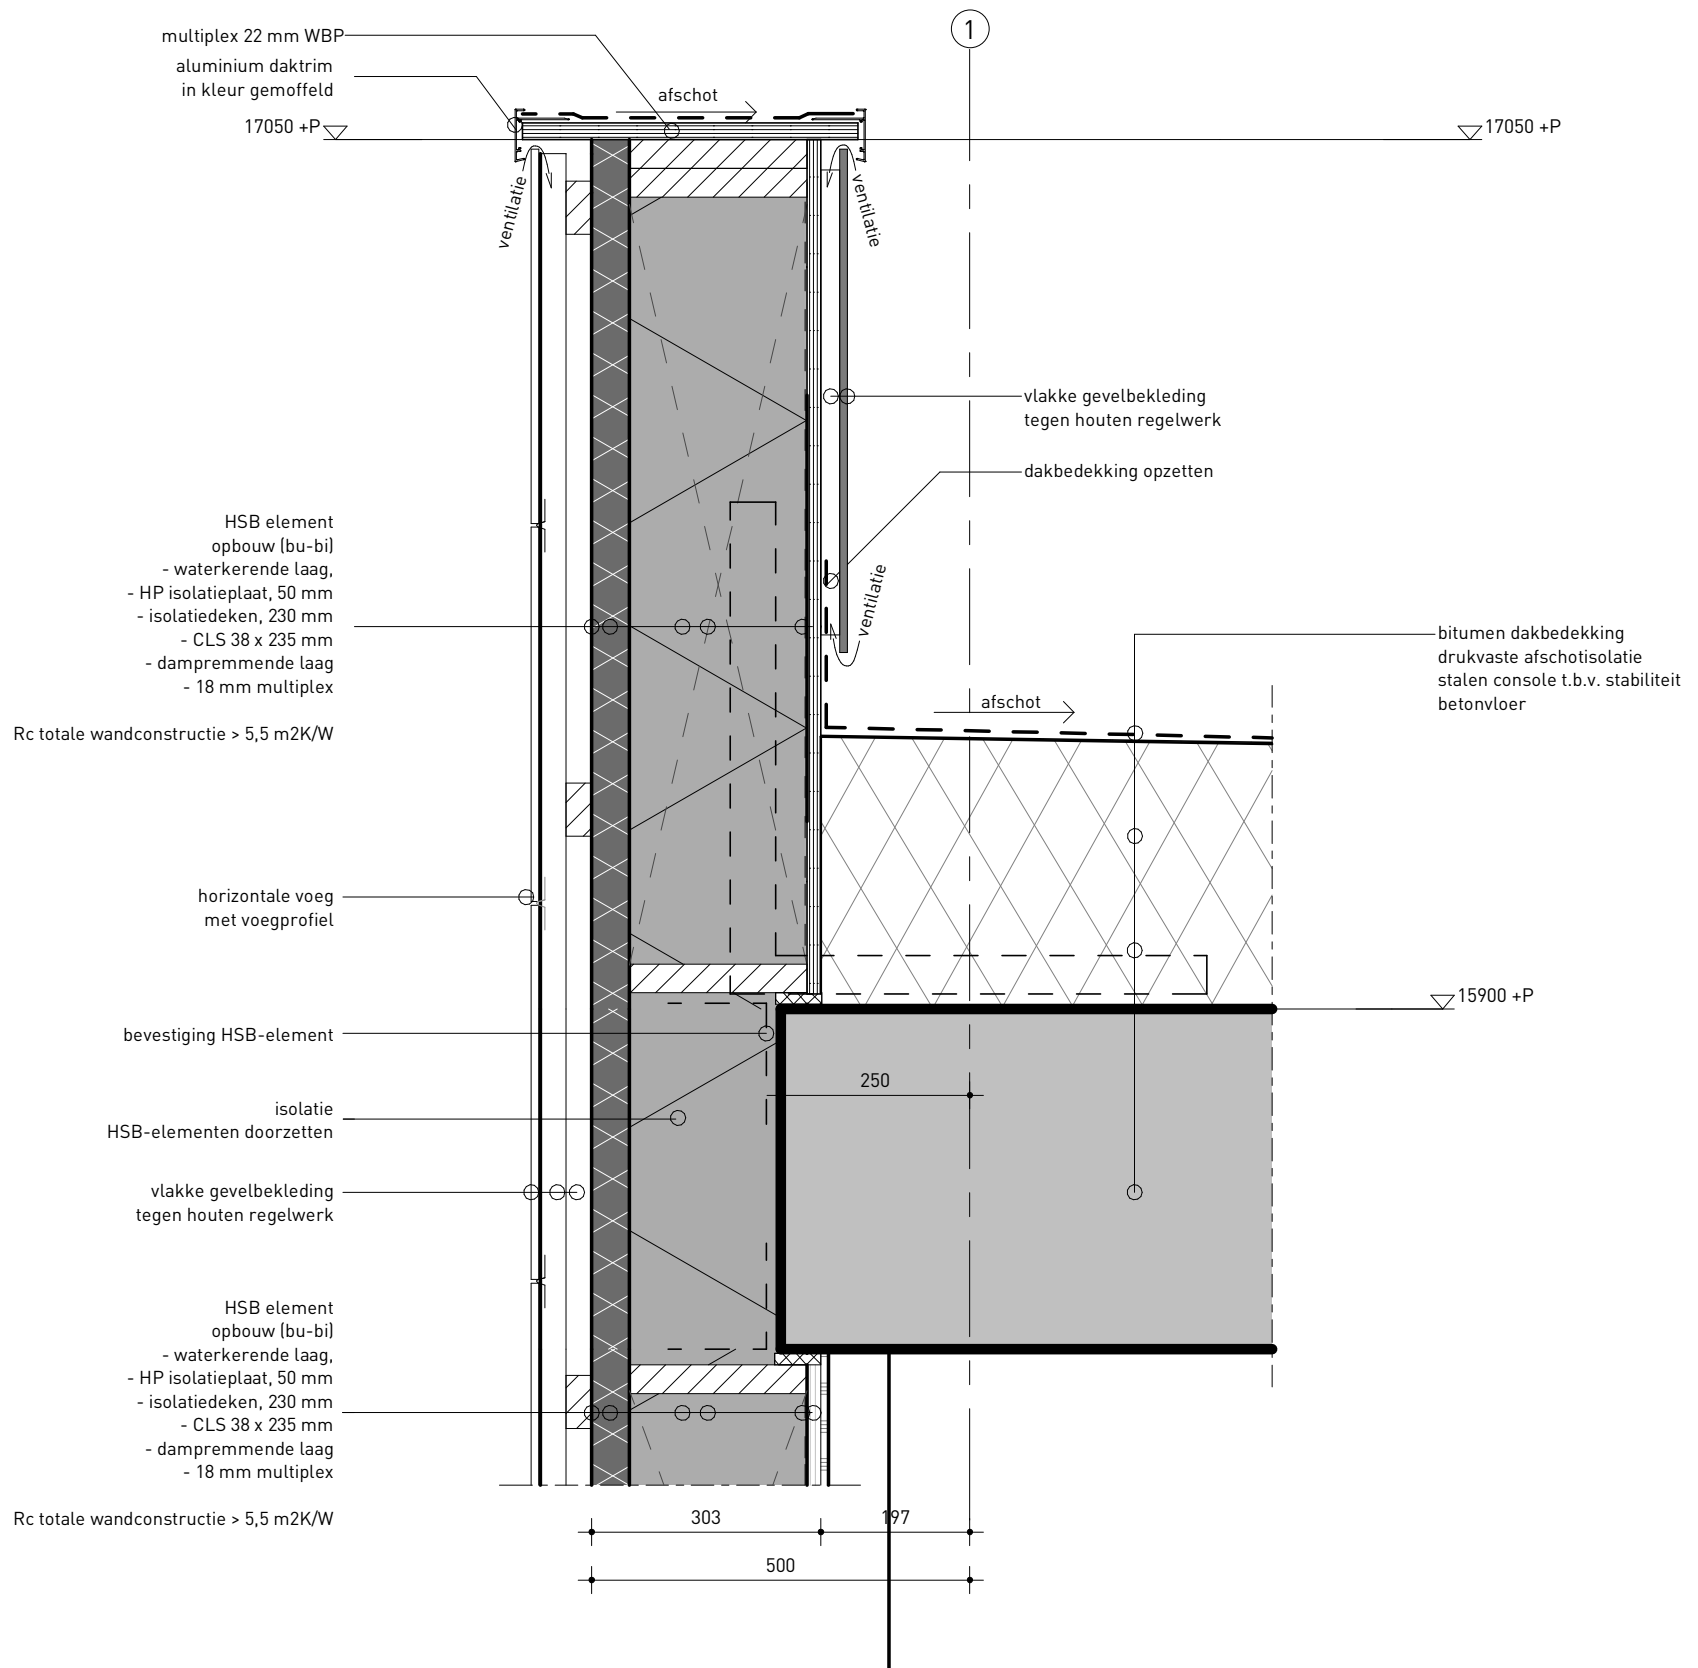 1
multiplex 22 mm WBP
aluminium daktrim
in kleur gemoffeld
afschot
17050 +P
17050 +P
ventilatie
ventilatie
vlakke gevelbekleding
tegen houten regelwerk
dakbedekking opzetten
HSB element
opbouw (bu-bi)
- waterkerende laag,
- HP isolatieplaat, 50 mm
- isolatiedeken, 230 mm
- CLS 38 x 235 mm
- dampremmende laag
- 18 mm multiplex
Rc totale wandconstructie > 5,5 m2K/W
ventilatie
bitumen dakbedekking
drukvaste afschotisolatie
stalen console t.b.v. stabiliteit
betonvloer
afschot
horizontale voeg
met voegprofiel
15900 +P
bevestiging HSB-element
250
isolatie
HSB-elementen doorzetten
vlakke gevelbekleding
tegen houten regelwerk
HSB element
opbouw (bu-bi)
- waterkerende laag,
- HP isolatieplaat, 50 mm
- isolatiedeken, 230 mm
- CLS 38 x 235 mm
- dampremmende laag
- 18 mm multiplex
Rc totale wandconstructie > 5,5 m2K/W
303
197
500